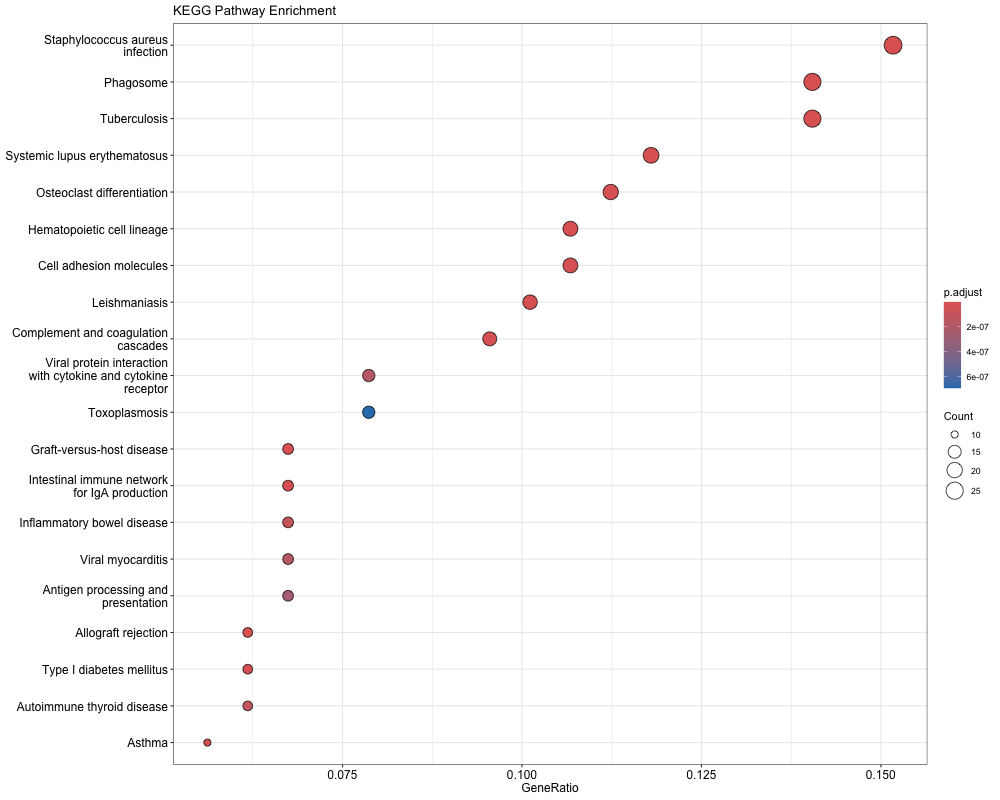 KEGG Pathway Enrichment
Staphylococcus aureus
infection
Phagosome
Tuberculosis
Systemic lupus erythematosus
Osteoclast differentiation
Hematopoietic cell lineage
Cell adhesion molecules
Leishmaniasis
Complement and coagulation
cascades
Viral protein interaction
with cytokine and cytokine
receptor
Toxoplasmosis
Graft-versus-host disease
Intestinal immune network
for IgA production
Inflammatory bowel disease
Viral myocarditis
Antigen processing and
presentation
Allograft rejection
Type I diabetes mellitus
Autoimmune thyroid disease
Asthma
0.075 0.100 0.125 0.150
GeneRatio
p.adjust
2e-07
4e-07
6e-07
Count
10
15
20
25